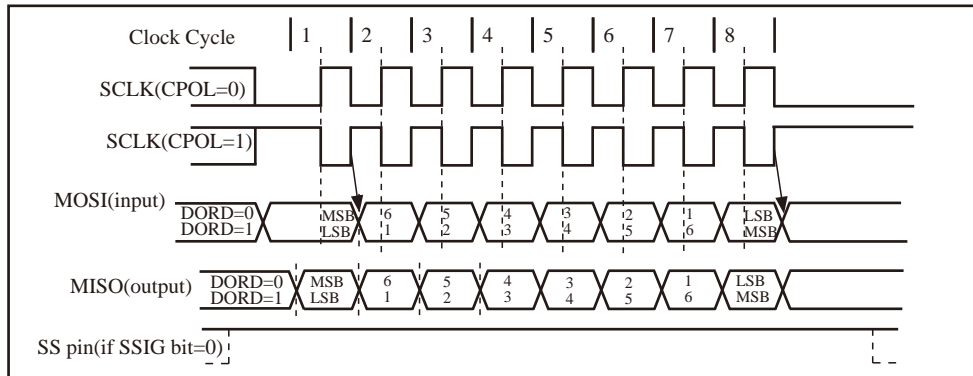 Clock Cycle 1 2 3 4 5 6 7 8
SCLK(CPOL=0)
SCLK(CPOL=1)
MOSI(input)
DORD=0 MSB 6 5 4 3 2 1 LSB
DORD=1 LSB 1 2 3 4 5 6 MSB
MISO(output)
DORD=0 MSB 6 5 4 3 2 1 LSB
DORD=1 LSB 1 2 3 4 5 6 MSB
SS pin(if SSIG bit=0)